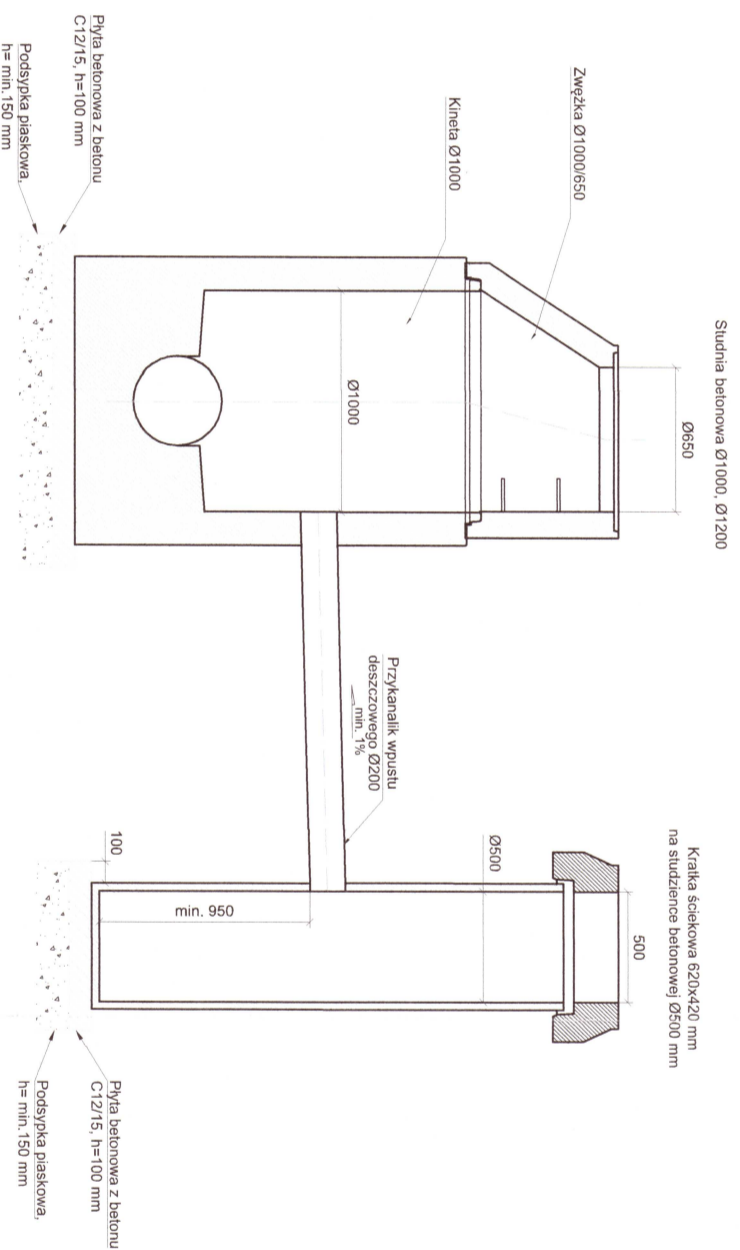 Studnia betonowa Ø1000, Ø1200
Kratka ściekowa 620x420 mm
na studzience betonowej Ø500 mm
Ø650
500
Zwężka Ø1000/650
Kineta Ø1000
Ø500
Ø1000
Przykanalik wpustu
deszczowego Ø200
min. 1%
min. 950
100
Płyta betonowa z betonu
C12/15, h=100 mm
Podsypka piaskowa,
h= min.150 mm
Płyta betonowa z betonu
C12/15, h=100 mm
Podsypka piaskowa,
h= min.150 mm